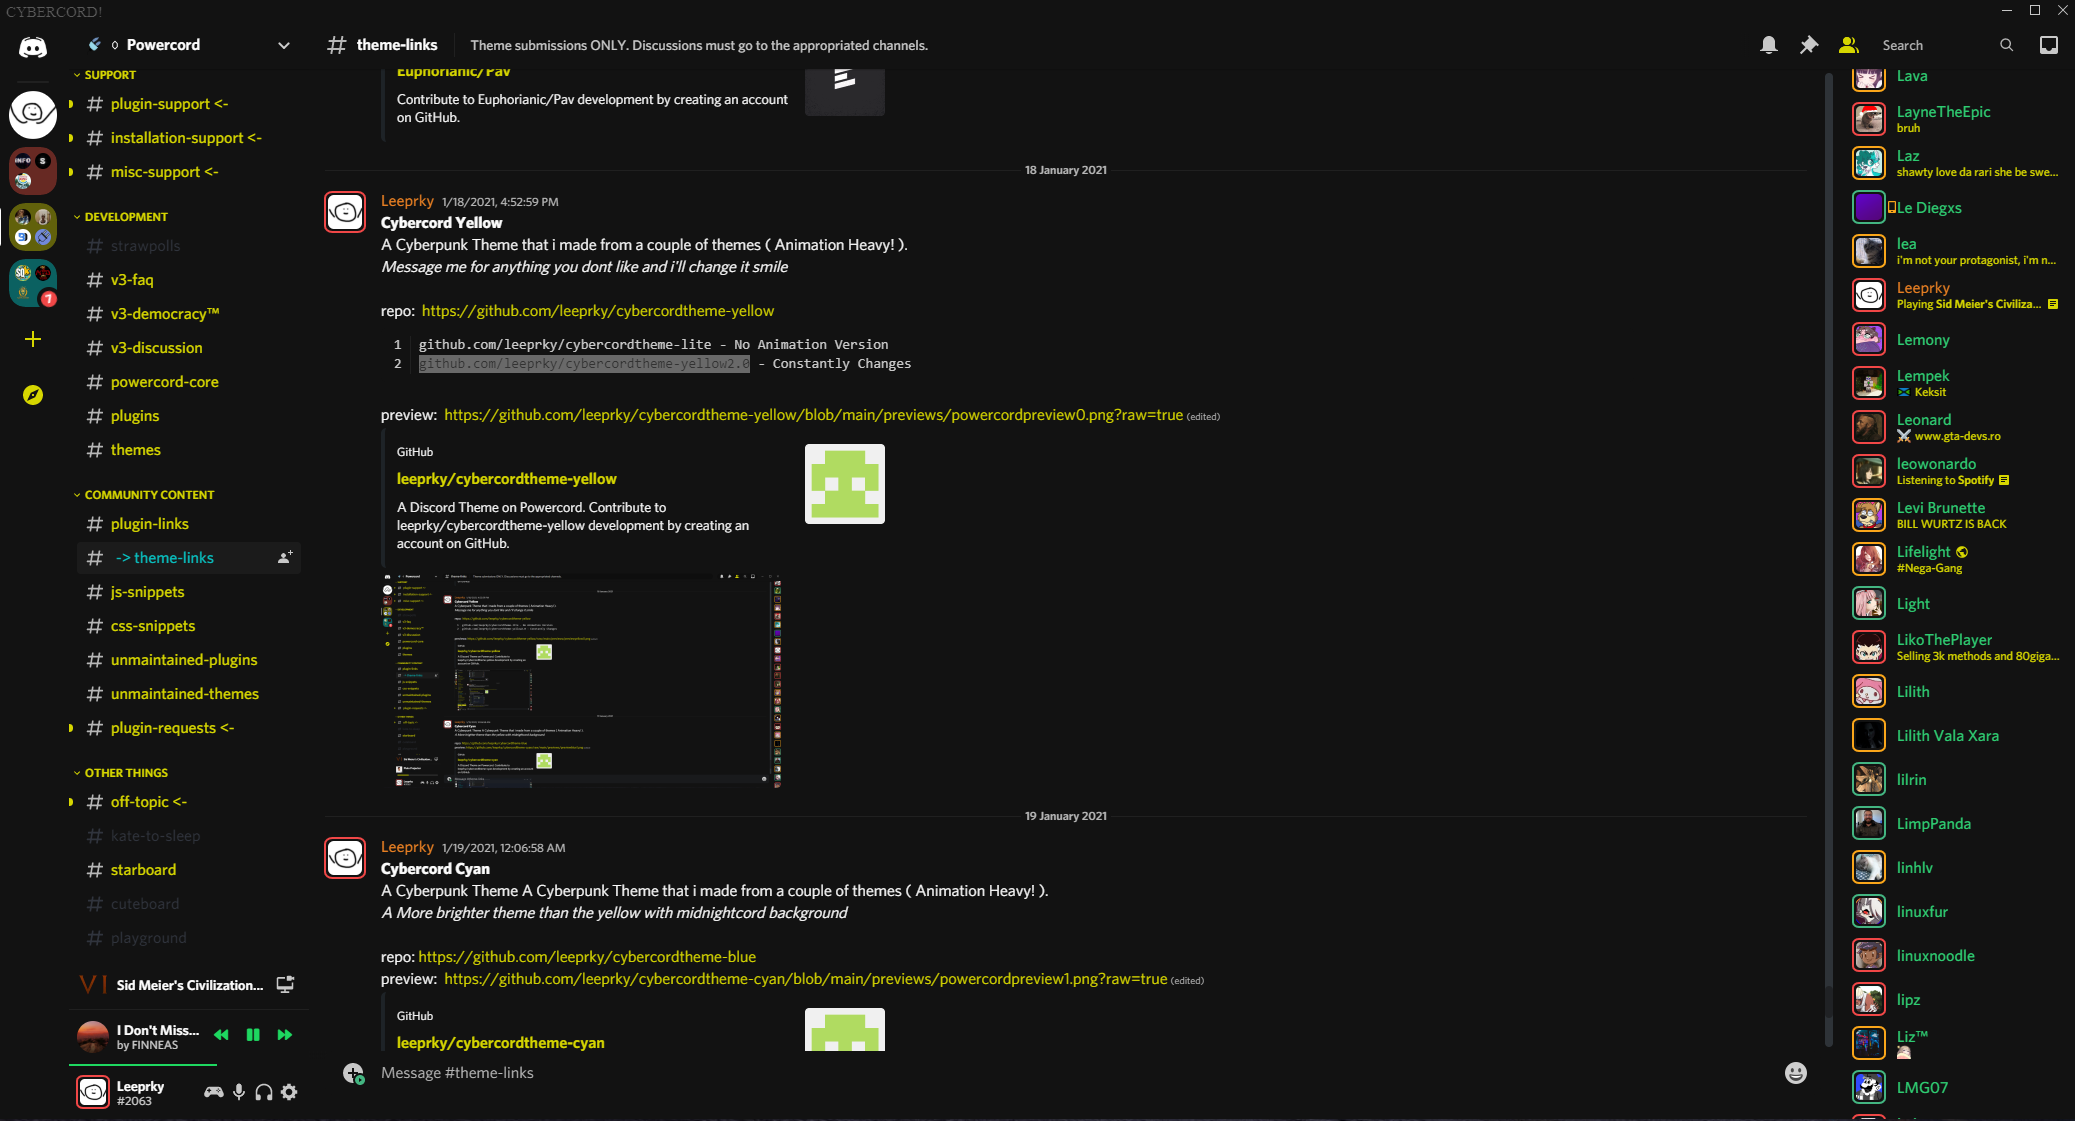 CYBERCORD!
Powercord
theme-links
Theme submissions ONLY. Discussions must go to the appropriated channels.
Search
SUPPORT
plugin-support <-
installation-support <-
misc-support <-
DEVELOPMENT
strawpolls
v3-faq
v3-democracy™
v3-discussion
powercord-core
plugins
themes
COMMUNITY CONTENT
plugin-links
-> theme-links
js-snippets
css-snippets
unmaintained-plugins
unmaintained-themes
plugin-requests <-
OTHER THINGS
off-topic <-
kate-to-sleep
starboard
cuteboard
playground
VI
Sid Meier's Civilization...
I Don't Miss...
by FINNEAS
Leeprky
#2063
INFO
S
7
Euphorianic/Pav
Contribute to Euphorianic/Pav development by creating an account
on GitHub.
18 January 2021
Leeprky 1/18/2021, 4:52:59 PM
Cybercord Yellow
A Cyberpunk Theme that i made from a couple of themes ( Animation Heavy! ).
Message me for anything you dont like and i'll change it smile
repo: https://github.com/leeprky/cybercordtheme-yellow
1 github.com/leeprky/cybercordtheme-lite - No Animation Version
2 github.com/leeprky/cybercordtheme-yellow2.0 - Constantly Changes
preview: https://github.com/leeprky/cybercordtheme-yellow/blob/main/previews/powercordpreview0.png?raw=true (edited)
GitHub
leeprky/cybercordtheme-yellow
A Discord Theme on Powercord. Contribute to
leeprky/cybercordtheme-yellow development by creating an
account on GitHub.
19 January 2021
Leeprky 1/19/2021, 12:06:58 AM
Cybercord Cyan
A Cyberpunk Theme A Cyberpunk Theme that i made from a couple of themes ( Animation Heavy! ).
A More brighter theme than the yellow with midnightcord background
repo: https://github.com/leeprky/cybercordtheme-blue
preview: https://github.com/leeprky/cybercordtheme-cyan/blob/main/previews/powercordpreview1.png?raw=true (edited)
GitHub
leeprky/cybercordtheme-cyan
Message #theme-links
Lava
LayneTheEpic
bruh
Laz
shawty love da rari she be swe...
Le Diegxs
lea
i'm not your protagonist, i'm n...
Leeprky
Playing Sid Meier's Civiliza...
Lemony
Lempek
Keksit
Leonard
www.gta-devs.ro
leowonardo
Listening to Spotify
Levi Brunette
BILL WURTZ IS BACK
Lifelight
#Nega-Gang
Light
LikoThePlayer
Selling 3k methods and 80giga...
Lilith
Lilith Vala Xara
lilrin
LimpPanda
linhlv
linuxfur
linuxnoodle
lipz
Liz™
LMG07